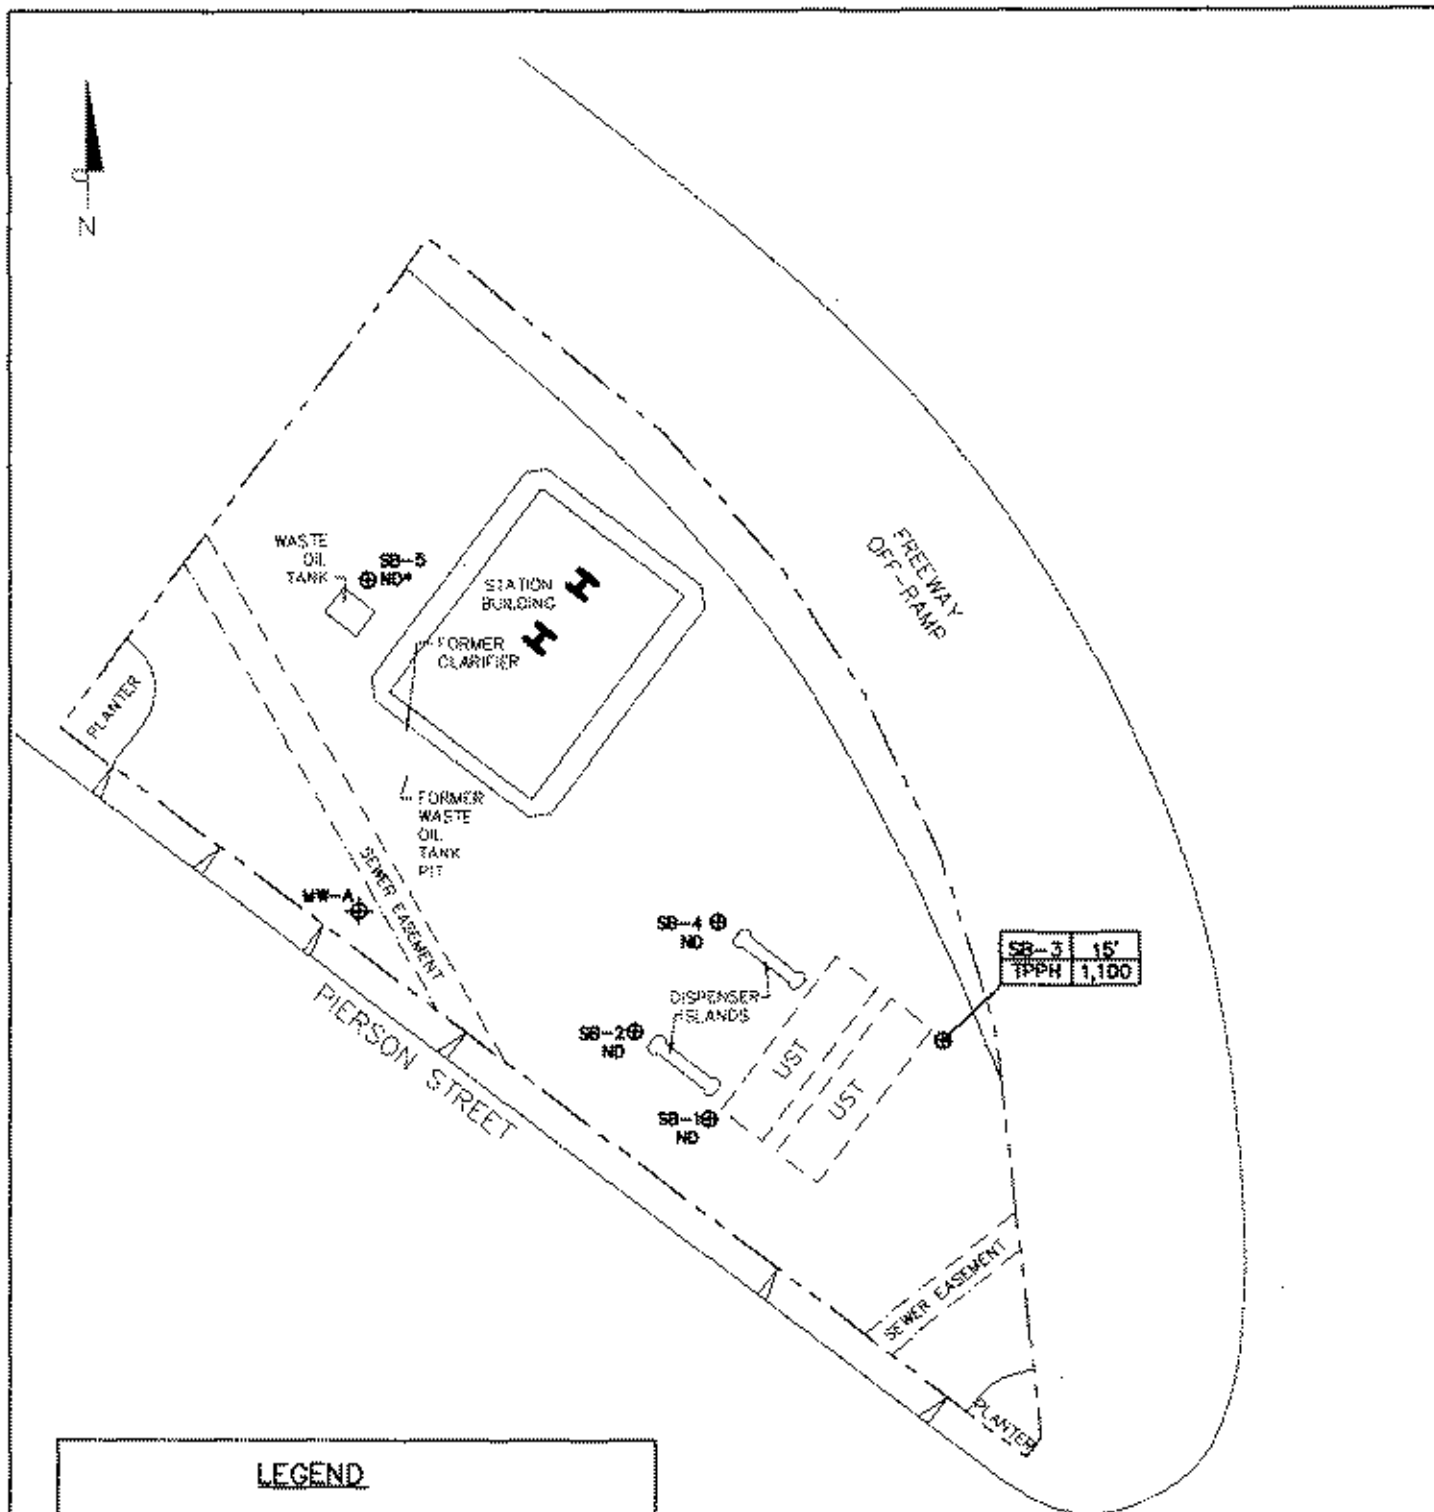 N
FREEWAY
OFF-RAMP
WASTE
OIL
TANK
SB-5
ND*
STATION
BUILDING
FORMER
CLARIFIER
PLANTER
FORMER
WASTE
OIL
TANK
PIT
SEWER EASEMENT
MW-A
SB-4
ND
SB-3 15'
TPPH 1,100
DISPENSER
ISLANDS
SB-2
ND
UST
UST
PIERSON STREET
SB-1
ND
SEWER EASEMENT
PLANTER
LEGEND